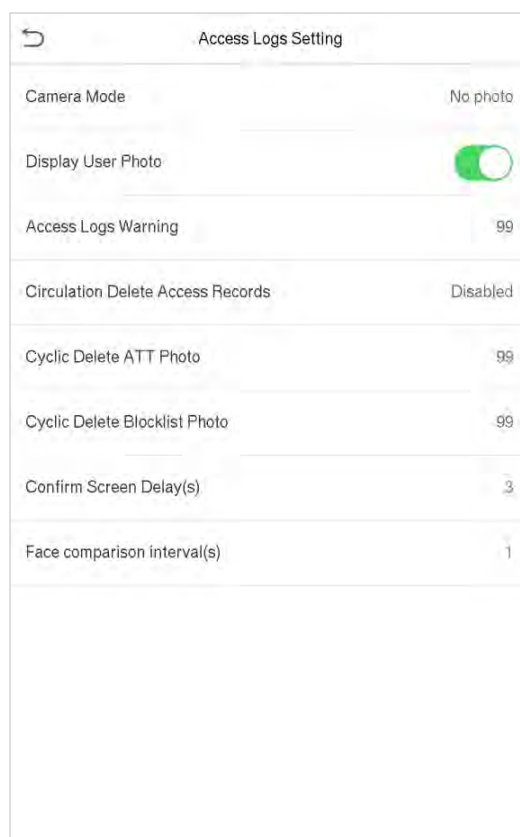 Access Logs Setting
Camera Mode No photo
Display User Photo
Access Logs Warning 99
Circulation Delete Access Records Disabled
Cyclic Delete ATT Photo 99
Cyclic Delete Blocklist Photo 99
Confirm Screen Delay(s) 3
Face comparison interval(s) 1